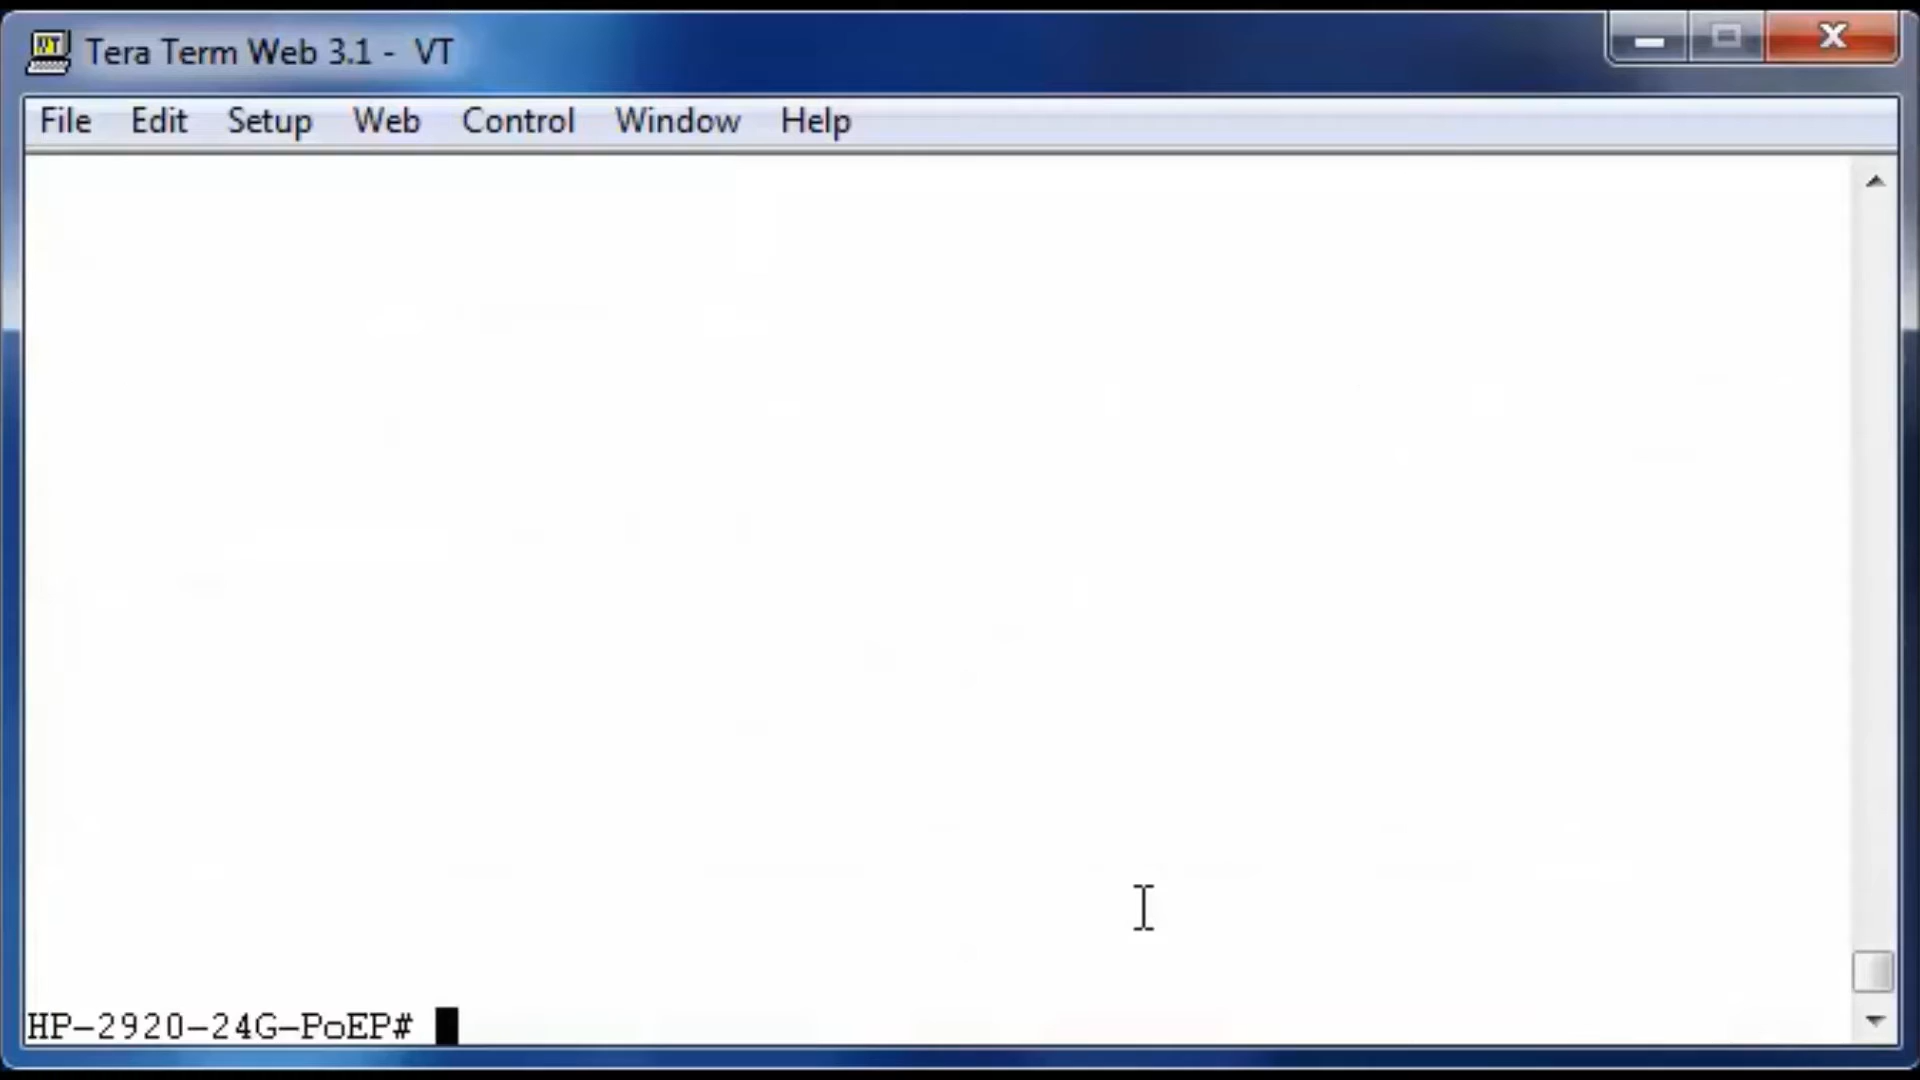 Tera Term Web 3.1 - VT
File Edit Setup Web Control Window Help
HP-2920-24G-PoEP#